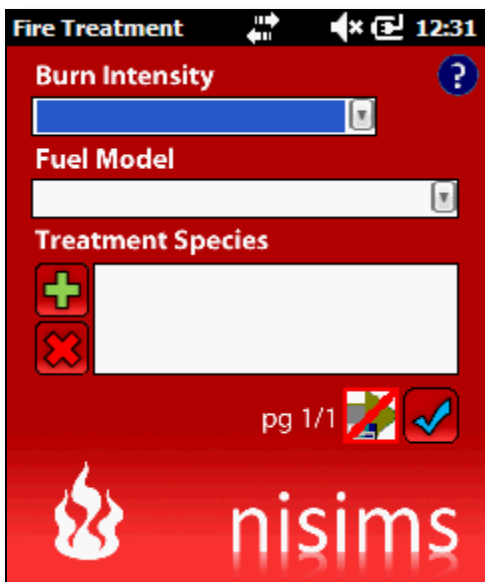 Fire Treatment 12:31
Burn Intensity
?
Fuel Model
Treatment Species
pg 1/1
nisims